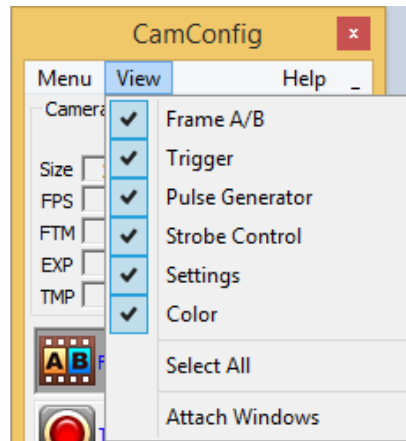 CamConfig
x
Menu View Help _
Camera
Frame A/B
Trigger
Size
Pulse Generator
FPS
Strobe Control
FTM
Settings
EXP
Color
TMP
A B F
Select All
T
Attach Windows